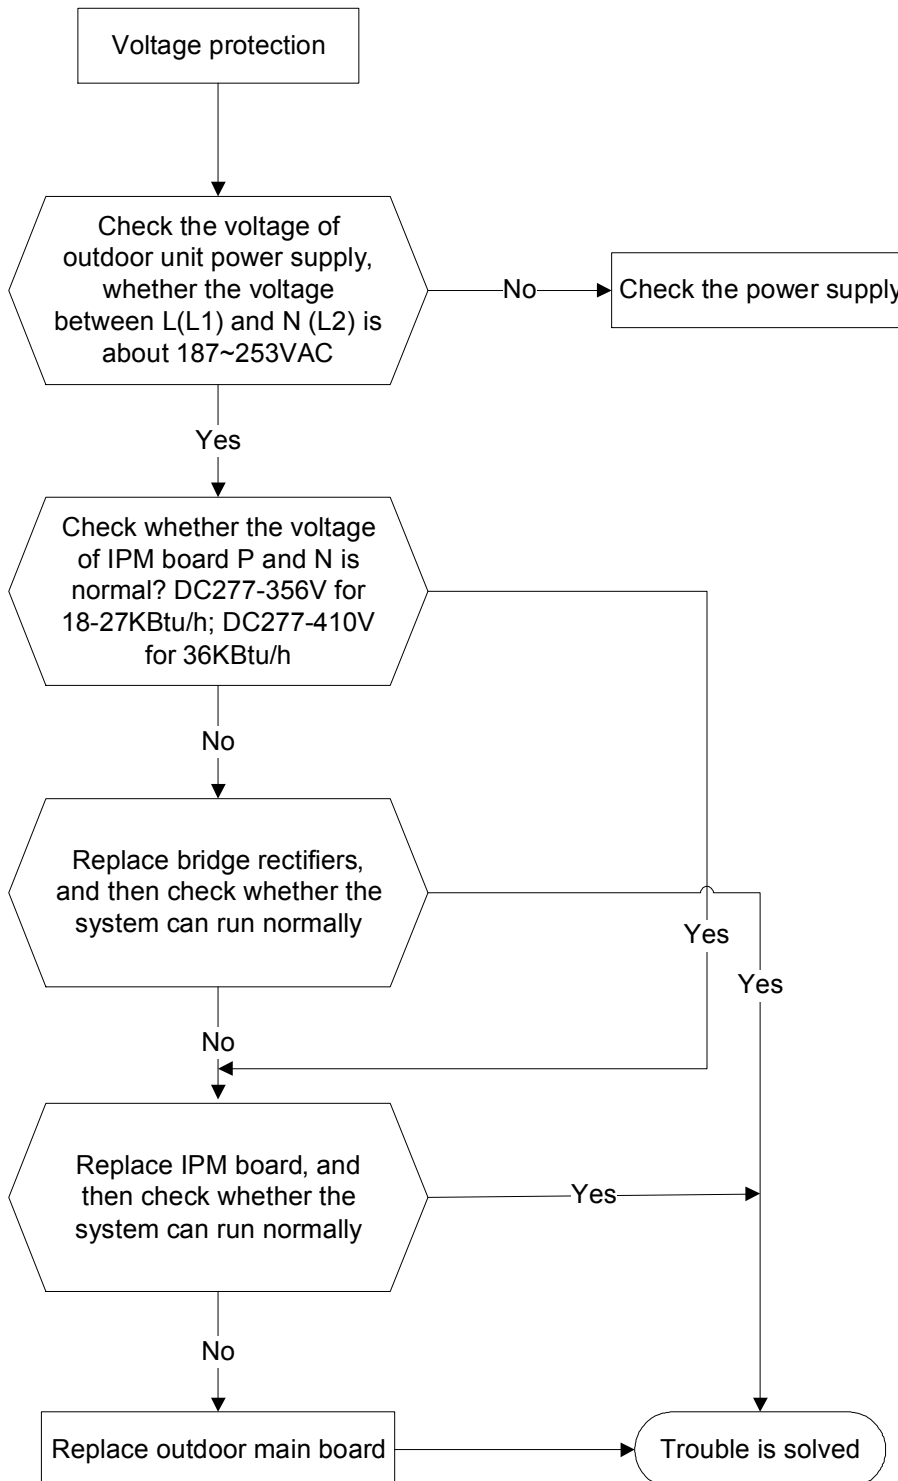 Voltage protection
Check the voltage of
outdoor unit power supply,
whether the voltage
between L(L1) and N (L2) is
about 187~253VAC
No
Check the power supply
Yes
Check whether the voltage
of IPM board P and N is
normal? DC277-356V for
18-27KBtu/h; DC277-410V
for 36KBtu/h
No
Replace bridge rectifiers,
and then check whether the
system can run normally
Yes
Yes
No
Replace IPM board, and
then check whether the
system can run normally
Yes
No
Replace outdoor main board
Trouble is solved